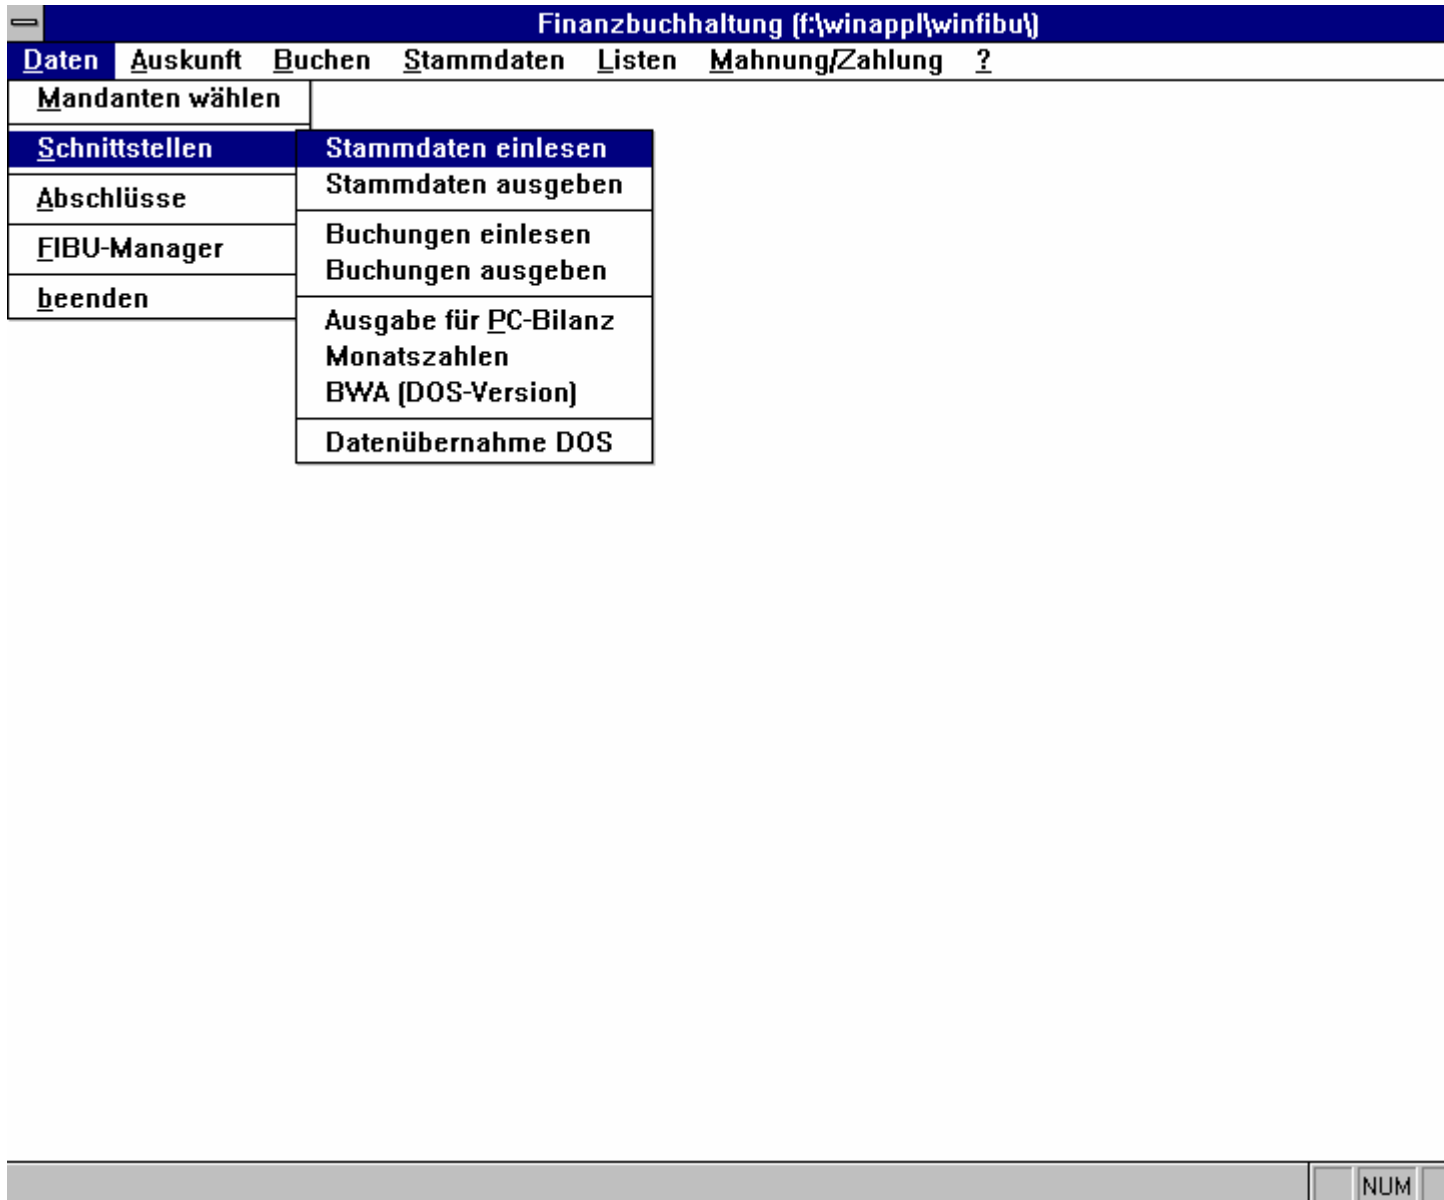 Finanzbuchhaltung (f:\winappl\winfibu\)
Daten Auskunft Buchen Stammdaten Listen Mahnung/Zahlung ?
Mandanten wählen
Schnittstellen
Abschlüsse
FIBU-Manager
beenden
Stammdaten einlesen
Stammdaten ausgeben
Buchungen einlesen
Buchungen ausgeben
Ausgabe für PC-Bilanz
Monatszahlen
BWA (DOS-Version)
Datenübernahme DOS
NUM